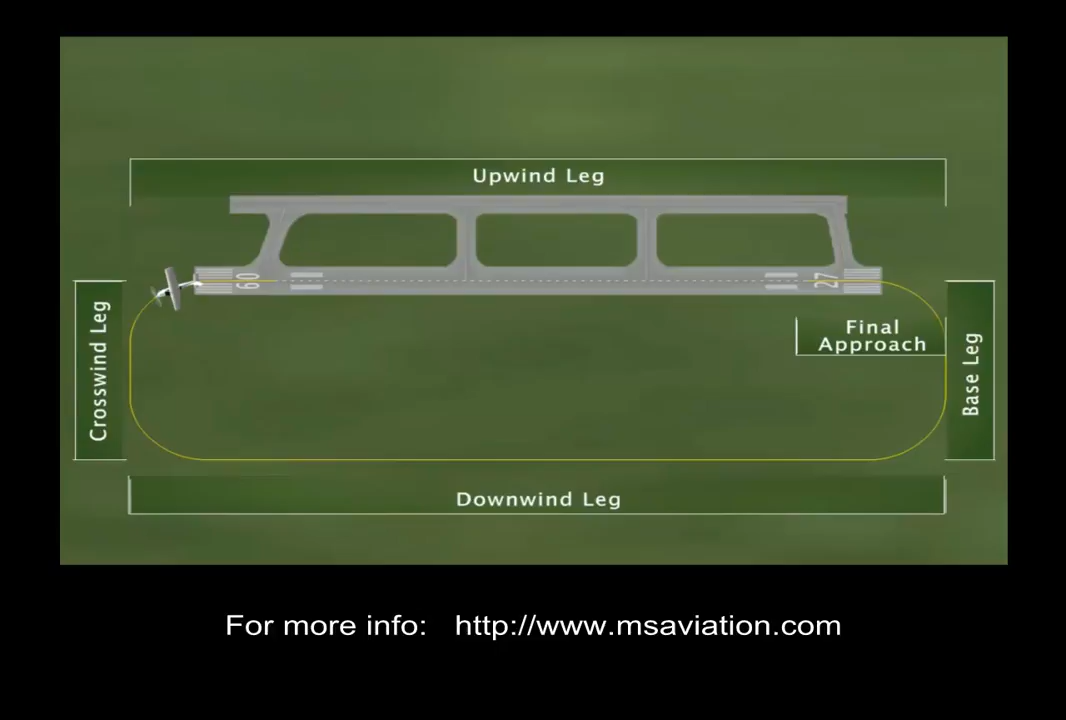 Upwind Leg
09
27
Crosswind Leg
Final
Approach
Base Leg
Downwind Leg
For more info: http://www.msaviation.com